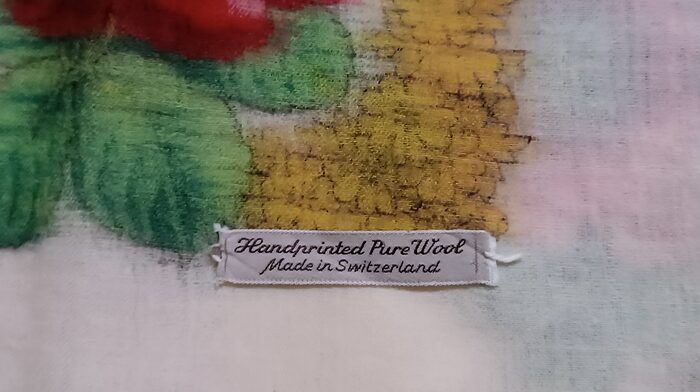 Handprinted Pure Wool
Made in Switzerland